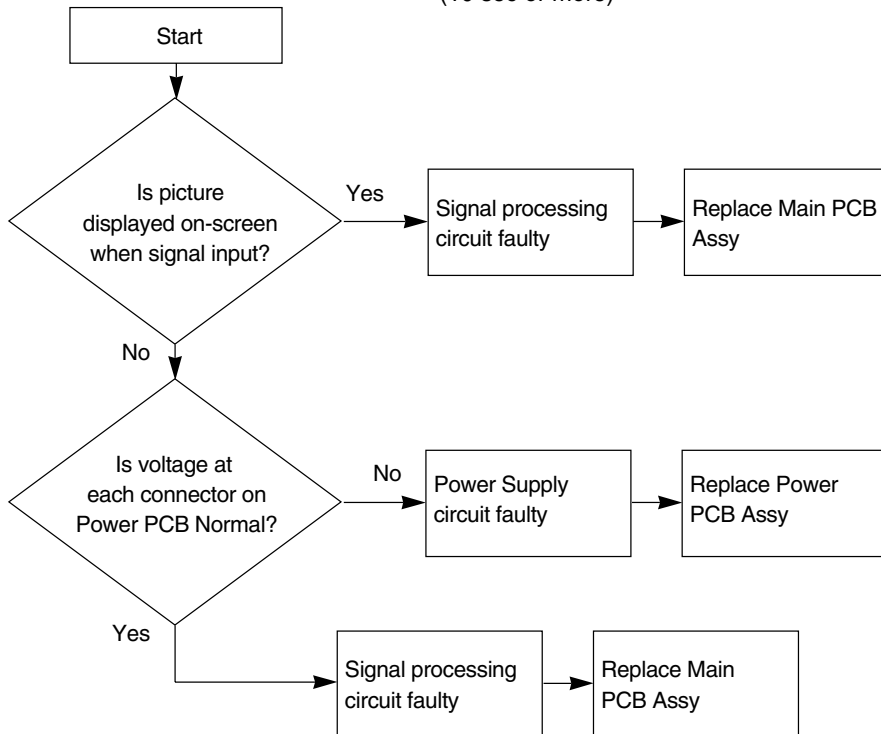 Start
Is picture
displayed on-screen
when signal input?
Yes
Signal processing
circuit faulty
Replace Main PCB
Assy
No
Is voltage at
each connector on
Power PCB Normal?
No
Power Supply
circuit faulty
Replace Power
PCB Assy
Yes
Signal processing
circuit faulty
Replace Main
PCB Assy